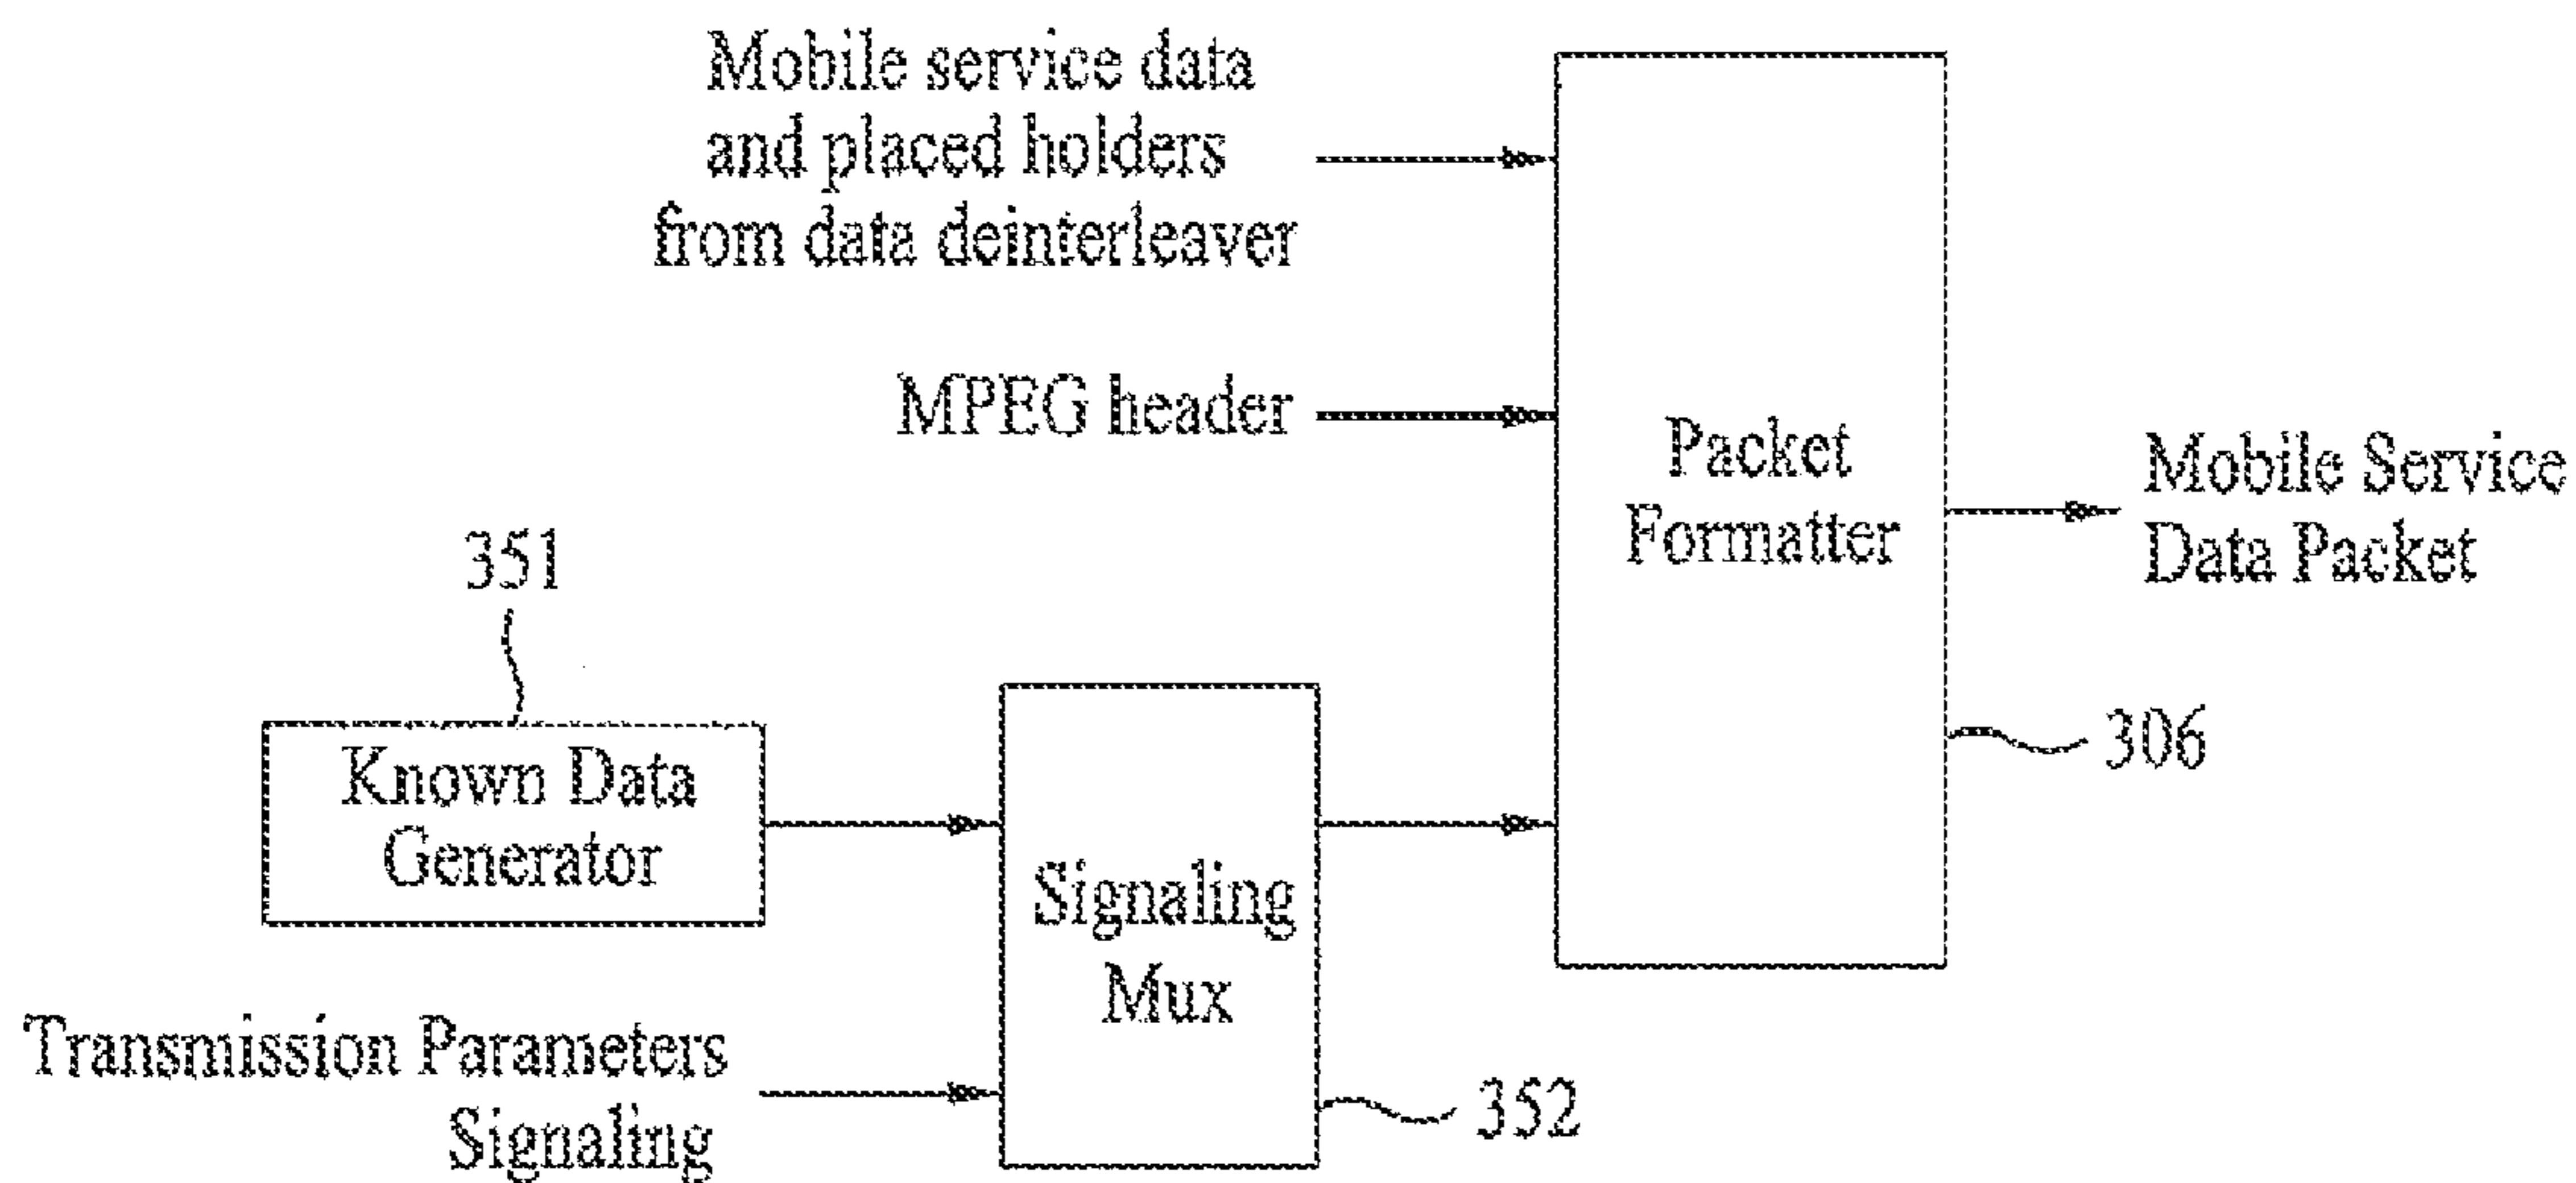 Mobile service data
and placed holders
from data deinterleaver
MPEG header
Packet
Formatter
Mobile Service
Data Packet
351
306
Known Data
Generator
Signaling
Mux
Transmission Parameters
Signaling
352